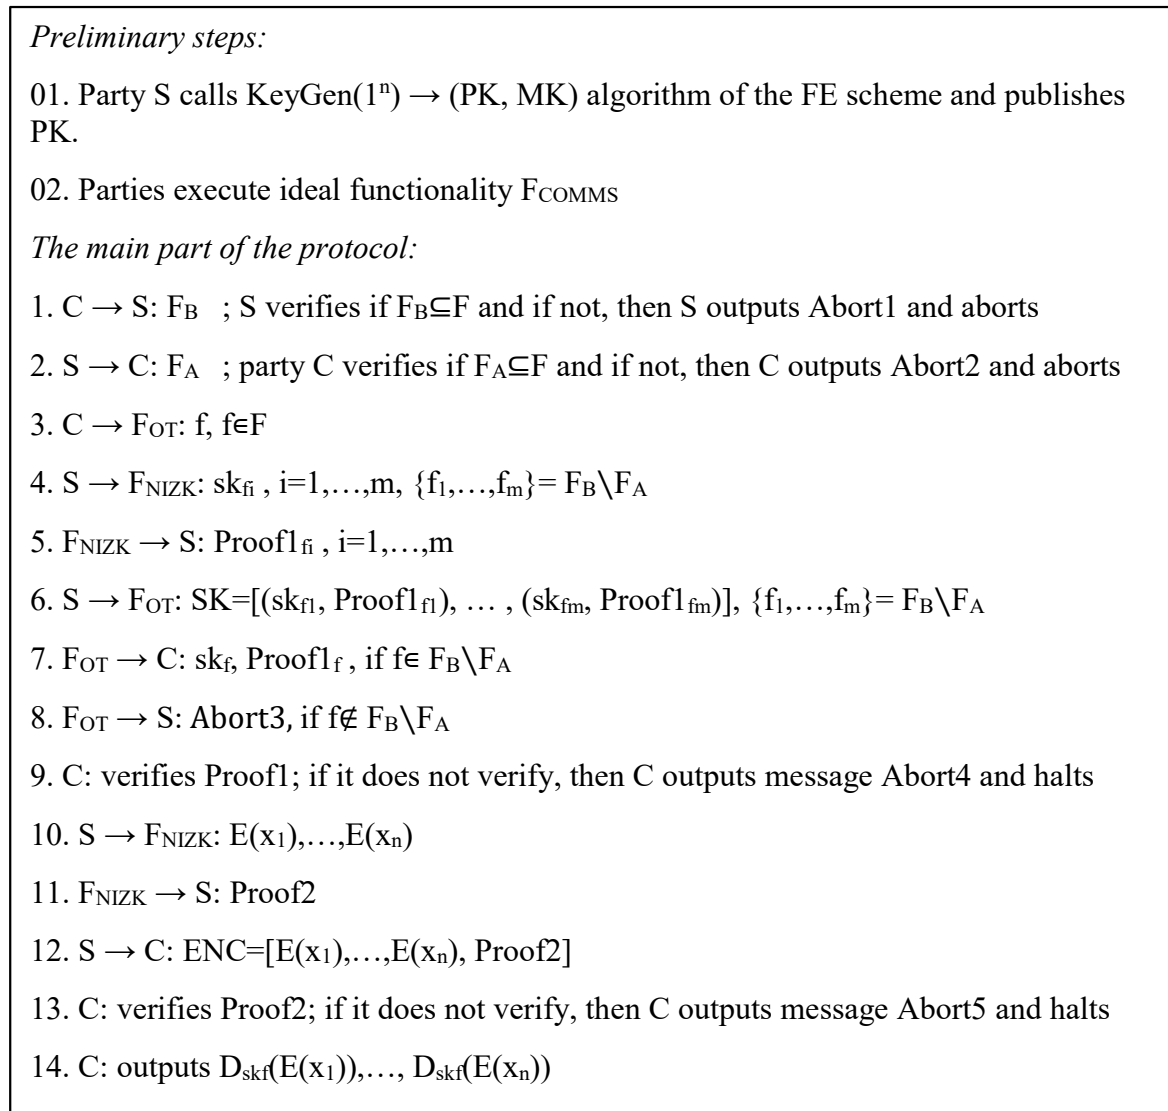 Preliminary steps:
01. Party S calls KeyGen(1ⁿ) → (PK, MK) algorithm of the FE scheme and publishes
PK.
02. Parties execute ideal functionality F_COMMS
The main part of the protocol:
1. C → S: F_B ; S verifies if F_B⊆F and if not, then S outputs Abort1 and aborts
2. S → C: F_A ; party C verifies if F_A⊆F and if not, then C outputs Abort2 and aborts
3. C → F_OT: f, f∈F
4. S → F_NIZK: sk_fi , i=1,…,m, {f₁,…,f_m}= F_B\F_A
5. F_NIZK → S: Proof1_fi , i=1,…,m
6. S → F_OT: SK=[(sk_f1, Proof1_f1), … , (sk_fm, Proof1_fm)], {f₁,…,f_m}= F_B\F_A
7. F_OT → C: sk_f, Proof1_f , if f∈ F_B\F_A
8. F_OT → S: Abort3, if f∉ F_B\F_A
9. C: verifies Proof1; if it does not verify, then C outputs message Abort4 and halts
10. S → F_NIZK: E(x₁),…,E(x_n)
11. F_NIZK → S: Proof2
12. S → C: ENC=[E(x₁),…,E(x_n), Proof2]
13. C: verifies Proof2; if it does not verify, then C outputs message Abort5 and halts
14. C: outputs D_skf(E(x₁)),…, D_skf(E(x_n))